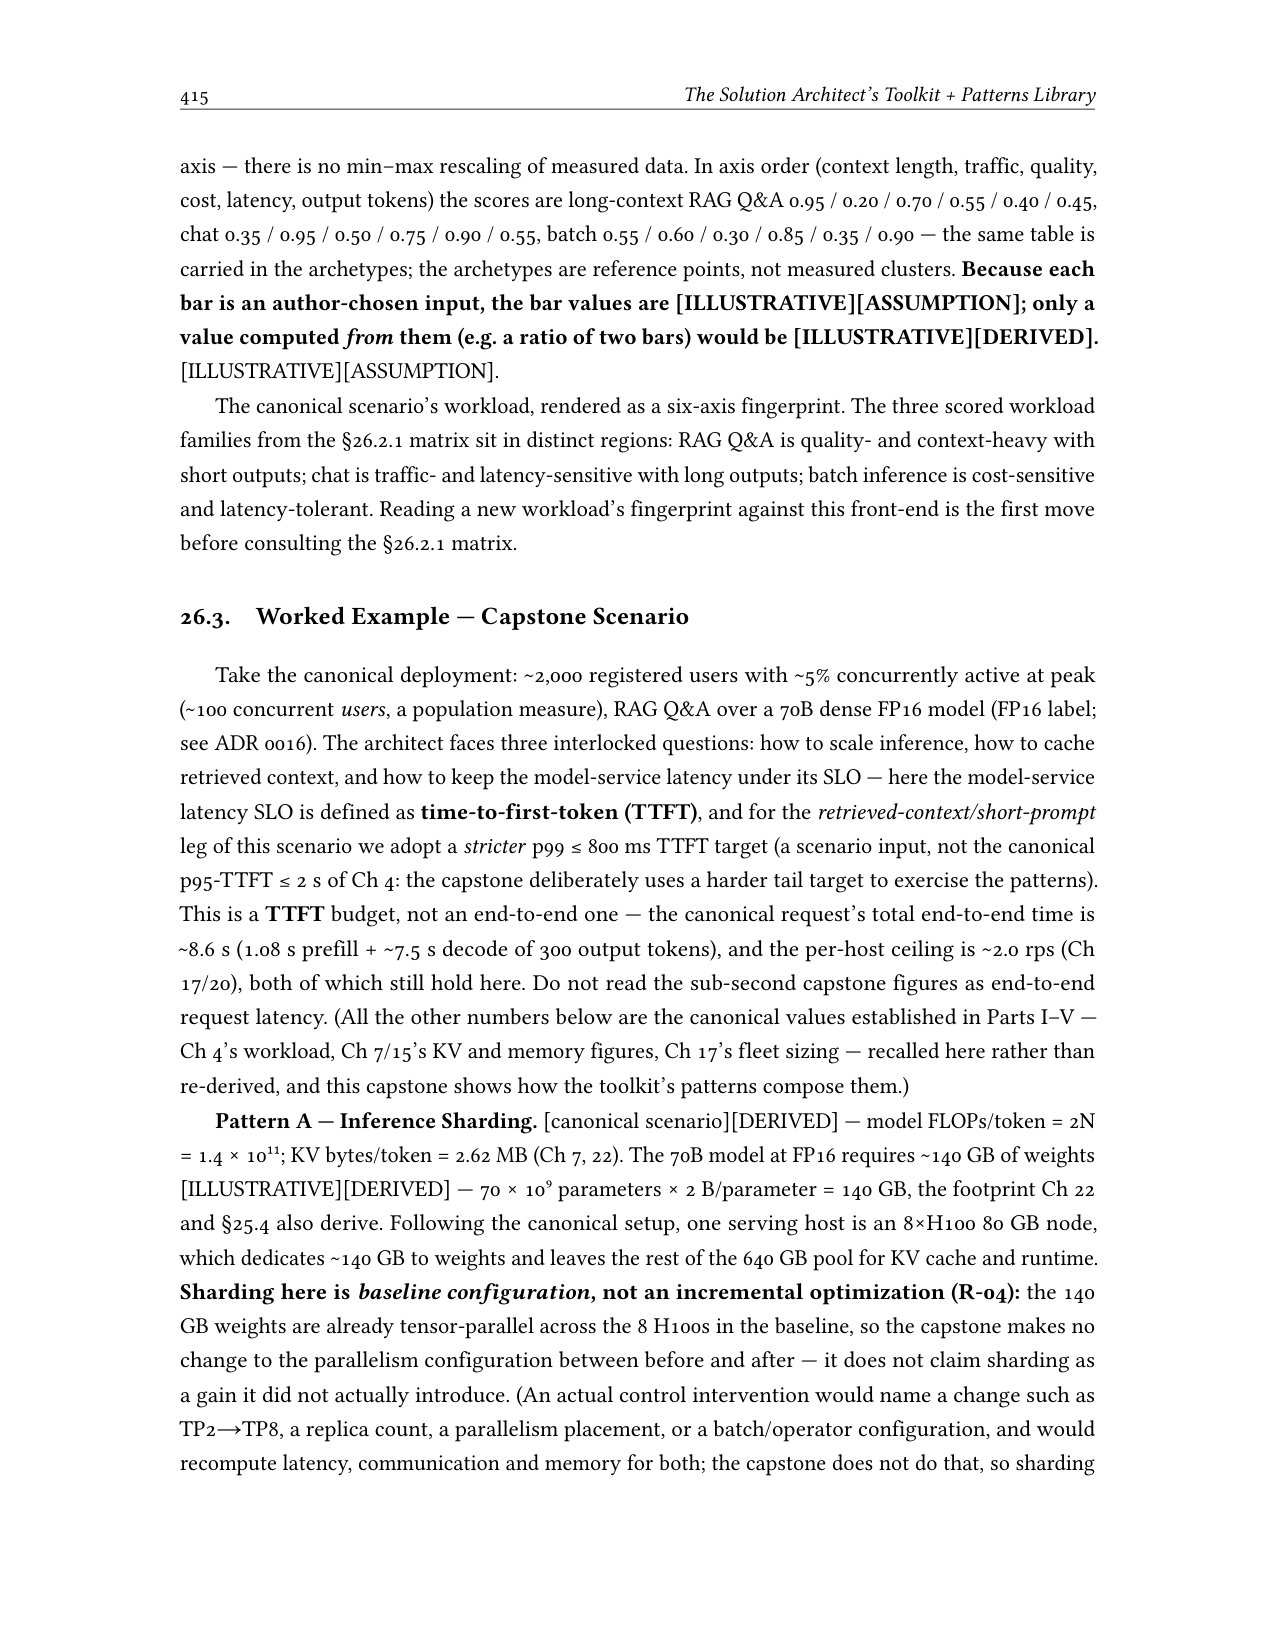 415 The Solution Architect's Toolkit + Patterns Library
axis — there is no min–max rescaling of measured data. In axis order (context length, traffic, quality,
cost, latency, output tokens) the scores are long-context RAG Q&A 0.95 / 0.20 / 0.70 / 0.55 / 0.40 / 0.45,
chat 0.35 / 0.95 / 0.50 / 0.75 / 0.90 / 0.55, batch 0.55 / 0.60 / 0.30 / 0.85 / 0.35 / 0.90 — the same table is
carried in the archetypes; the archetypes are reference points, not measured clusters. Because each
bar is an author-chosen input, the bar values are [ILLUSTRATIVE][ASSUMPTION]; only a
value computed from them (e.g. a ratio of two bars) would be [ILLUSTRATIVE][DERIVED].
[ILLUSTRATIVE][ASSUMPTION].
The canonical scenario's workload, rendered as a six-axis fingerprint. The three scored workload
families from the §26.2.1 matrix sit in distinct regions: RAG Q&A is quality- and context-heavy with
short outputs; chat is traffic- and latency-sensitive with long outputs; batch inference is cost-sensitive
and latency-tolerant. Reading a new workload's fingerprint against this front-end is the first move
before consulting the §26.2.1 matrix.
26.3. Worked Example — Capstone Scenario
Take the canonical deployment: ~2,000 registered users with ~5% concurrently active at peak
(~100 concurrent users, a population measure), RAG Q&A over a 70B dense FP16 model (FP16 label;
see ADR 0016). The architect faces three interlocked questions: how to scale inference, how to cache
retrieved context, and how to keep the model-service latency under its SLO — here the model-service
latency SLO is defined as time-to-first-token (TTFT), and for the retrieved-context/short-prompt
leg of this scenario we adopt a stricter p99 ≤ 800 ms TTFT target (a scenario input, not the canonical
p95-TTFT ≤ 2 s of Ch 4: the capstone deliberately uses a harder tail target to exercise the patterns).
This is a TTFT budget, not an end-to-end one — the canonical request's total end-to-end time is
~8.6 s (1.08 s prefill + ~7.5 s decode of 300 output tokens), and the per-host ceiling is ~2.0 rps (Ch
17/20), both of which still hold here. Do not read the sub-second capstone figures as end-to-end
request latency. (All the other numbers below are the canonical values established in Parts I–V —
Ch 4's workload, Ch 7/15's KV and memory figures, Ch 17's fleet sizing — recalled here rather than
re-derived, and this capstone shows how the toolkit's patterns compose them.)
Pattern A — Inference Sharding. [canonical scenario][DERIVED] — model FLOPs/token = 2N
= 1.4 × 10¹¹; KV bytes/token = 2.62 MB (Ch 7, 22). The 70B model at FP16 requires ~140 GB of weights
[ILLUSTRATIVE][DERIVED] — 70 × 10⁹ parameters × 2 B/parameter = 140 GB, the footprint Ch 22
and §25.4 also derive. Following the canonical setup, one serving host is an 8×H100 80 GB node,
which dedicates ~140 GB to weights and leaves the rest of the 640 GB pool for KV cache and runtime.
Sharding here is baseline configuration, not an incremental optimization (R-04): the 140
GB weights are already tensor-parallel across the 8 H100s in the baseline, so the capstone makes no
change to the parallelism configuration between before and after — it does not claim sharding as
a gain it did not actually introduce. (An actual control intervention would name a change such as
TP2⟶TP8, a replica count, a parallelism placement, or a batch/operator configuration, and would
recompute latency, communication and memory for both; the capstone does not do that, so sharding